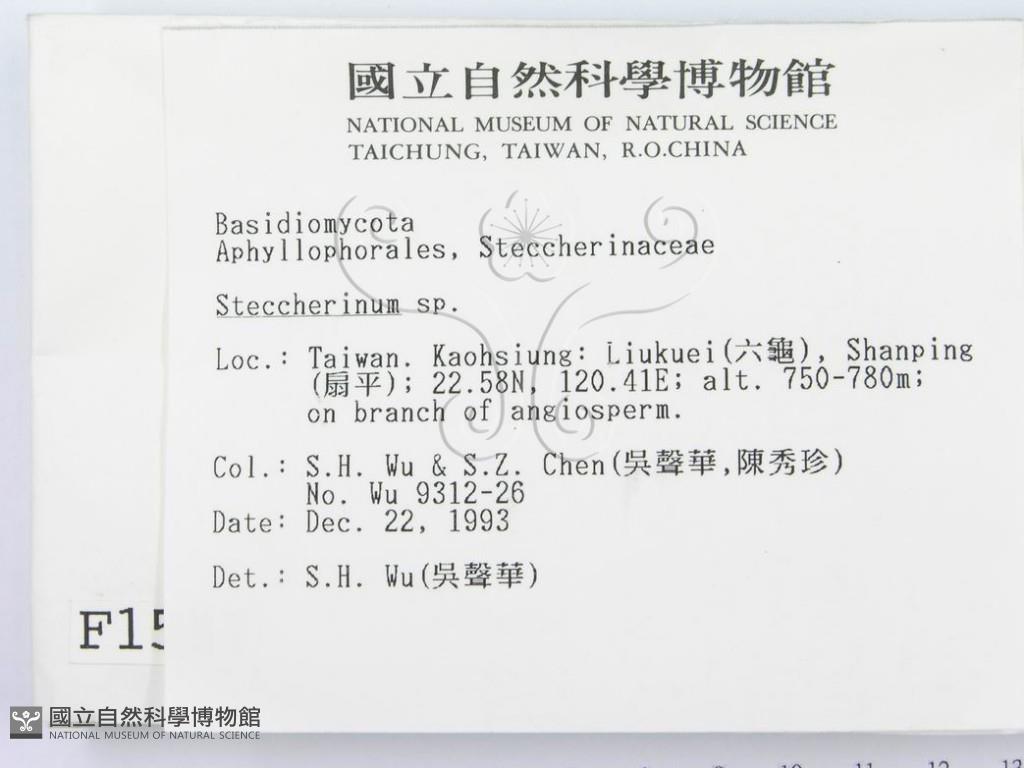 國立自然科學博物館
NATIONAL MUSEUM OF NATURAL SCIENCE
TAICHUNG, TAIWAN, R.O.CHINA
Basidiomycota
Aphyllophorales, Steccherinaceae
Steccherinum sp.
Loc.: Taiwan. Kaohsiung: Liukuei(六龜), Shanping
(扇平); 22.58N, 120.41E; alt. 750-780m;
on branch of angiosperm.
Col.: S.H. Wu & S.Z. Chen(吳聲華,陳秀珍)
No. Wu 9312-26
Date: Dec. 22, 1993
Det.: S.H. Wu(吳聲華)
F15
國立自然科學博物館
NATIONAL MUSEUM OF NATURAL SCIENCE